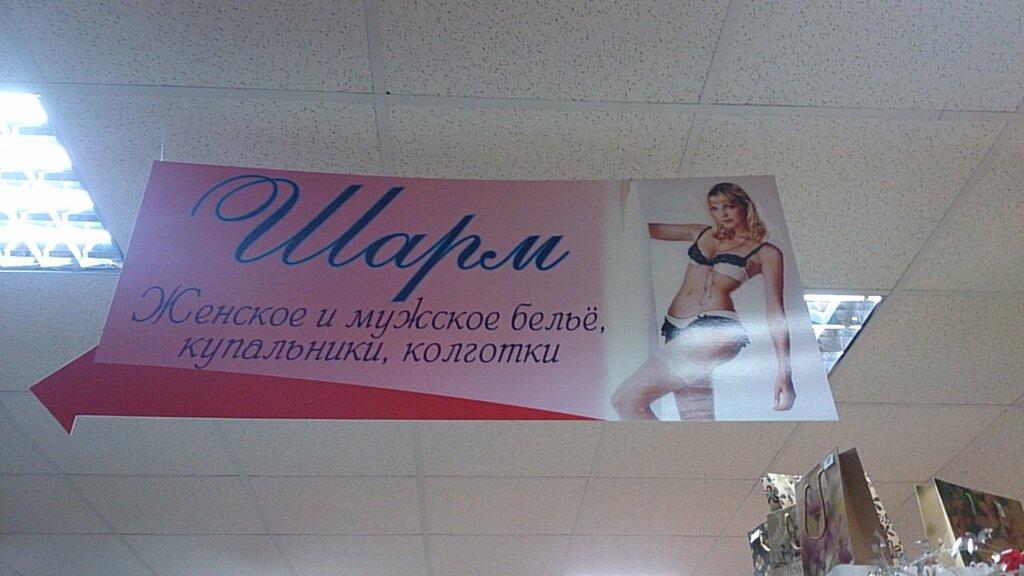 Шарм
Женское и мужское бельё,
купальники, колготки